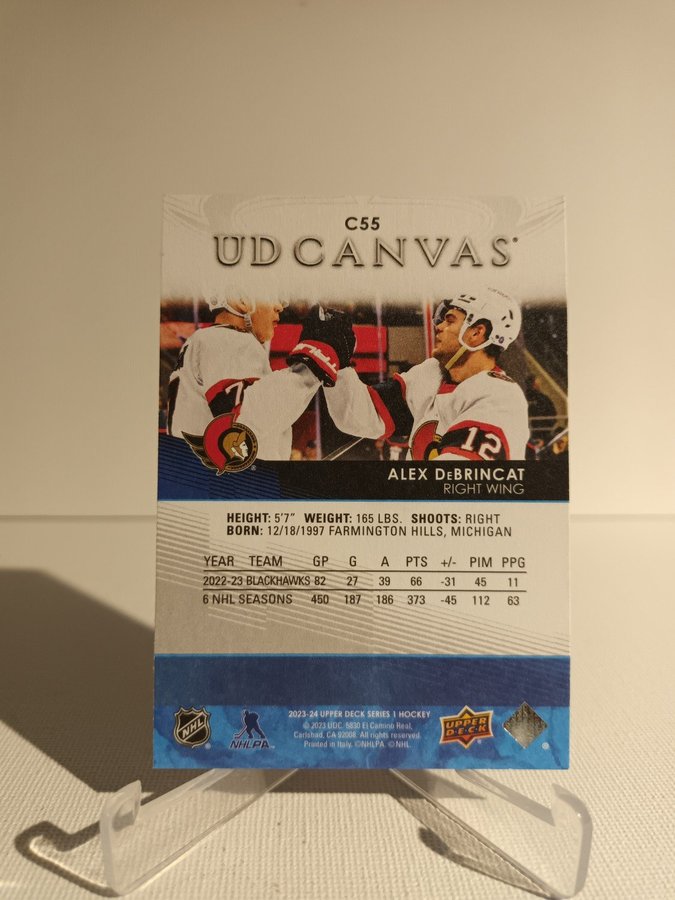 C55
UD CANVAS
7
12
ALEX DeBRINCAT
RIGHT WING
HEIGHT: 5'7" WEIGHT: 165 LBS. SHOOTS: RIGHT
BORN: 12/18/1997 FARMINGTON HILLS, MICHIGAN
YEAR TEAM GP G A PTS +/- PIM PPG
2022-23 BLACKHAWKS 82 27 39 66 -31 45 11
6 NHL SEASONS 450 187 186 373 -45 112 63
2023-24 UPPER DECK SERIES 1 HOCKEY
© 2023 UDC. 5830 El Camino Real,
Carlsbad, CA 92008. All rights reserved.
Printed in Italy. ©NHLPA. ©NHL.
NHL
NHLPA
UPPER
DECK